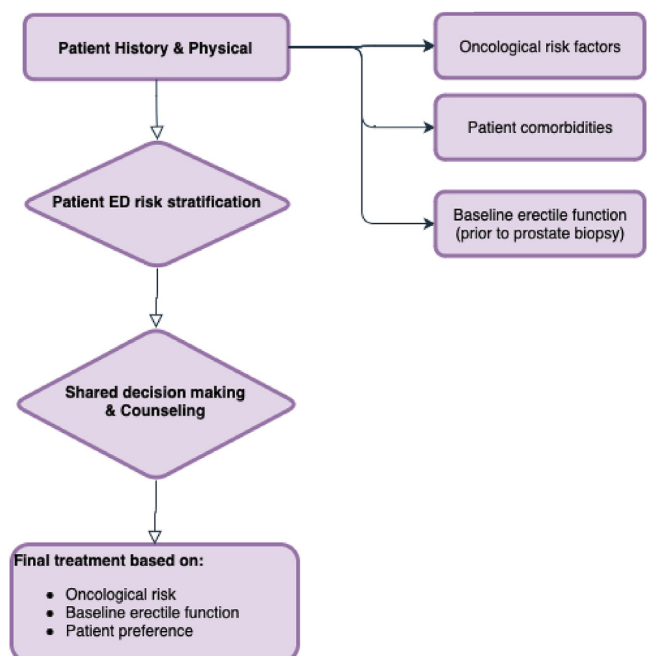 Patient History & Physical
Oncological risk factors
Patient comorbidities
Baseline erectile function
(prior to prostate biopsy)
Patient ED risk stratification
Shared decision making
& Counseling
Final treatment based on:
• Oncological risk
• Baseline erectile function
• Patient preference